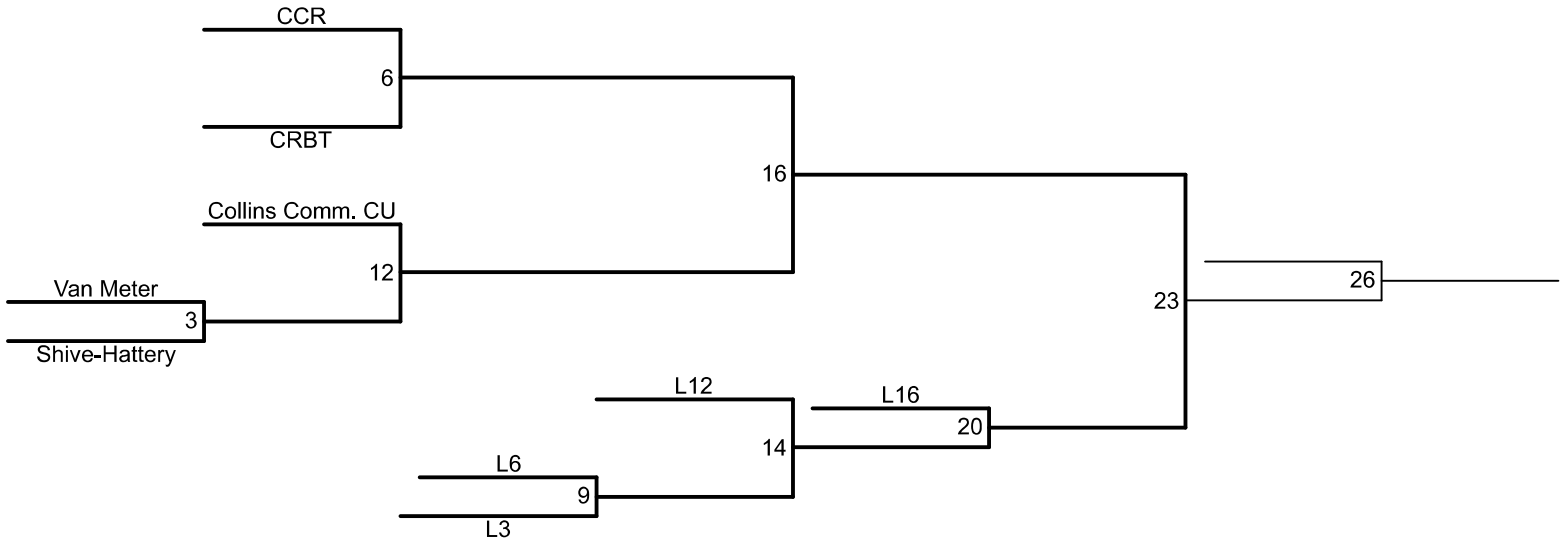 CCR
6
CRBT
16
Collins Comm. CU
12
Van Meter
3
Shive-Hattery
26
23
L12
L16
20
14
L6
9
L3